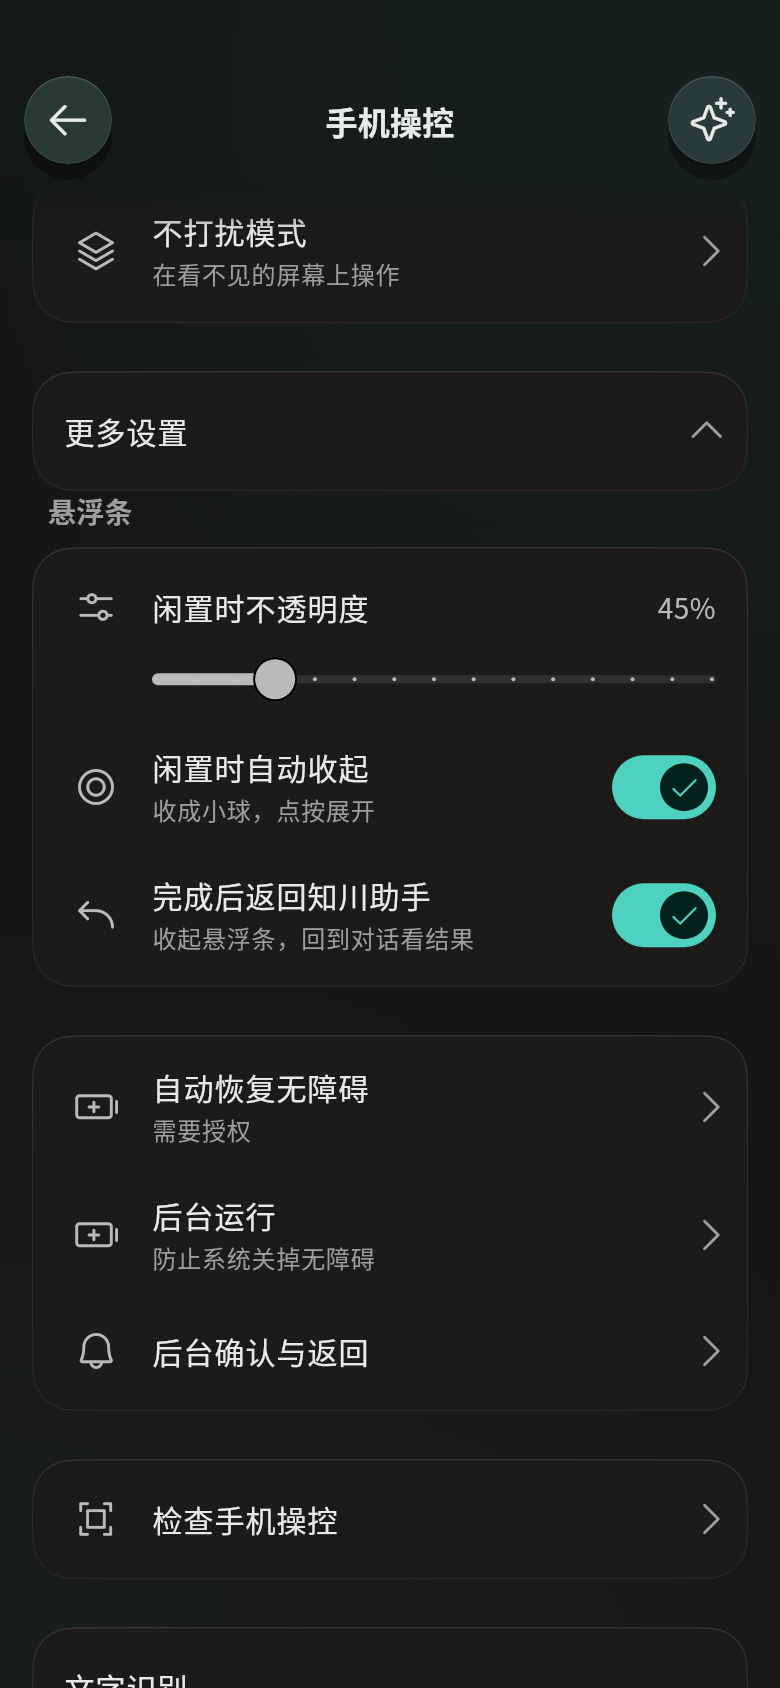 手机操控
不打扰模式
在看不见的屏幕上操作
更多设置
悬浮条
闲置时不透明度
45%
闲置时自动收起
收成小球，点按展开
完成后返回知川助手
收起悬浮条，回到对话看结果
自动恢复无障碍
需要授权
后台运行
防止系统关掉无障碍
后台确认与返回
检查手机操控
文字识别